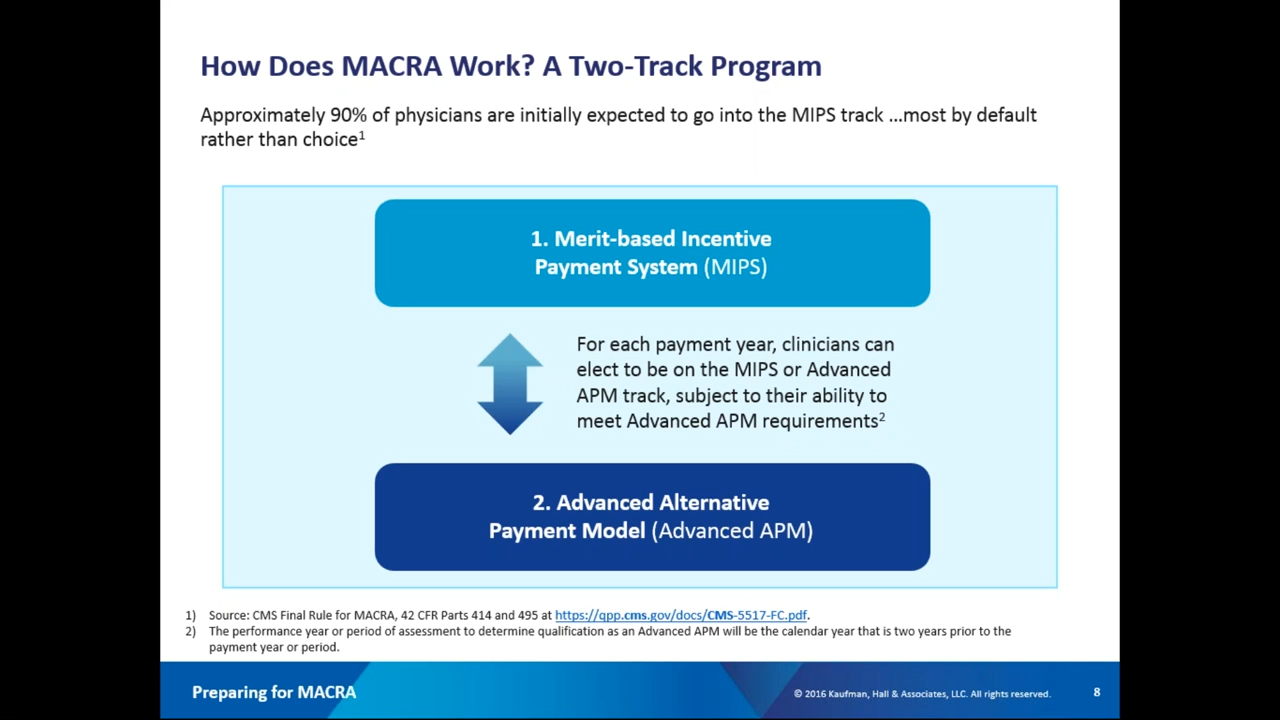 How Does MACRA Work? A Two-Track Program
Approximately 90% of physicians are initially expected to go into the MIPS track ...most by default
rather than choice1
1. Merit-based Incentive
Payment System (MIPS)
For each payment year, clinicians can
elect to be on the MIPS or Advanced
APM track, subject to their ability to
meet Advanced APM requirements2
2. Advanced Alternative
Payment Model (Advanced APM)
1) Source: CMS Final Rule for MACRA, 42 CFR Parts 414 and 495 at https://qpp.cms.gov/docs/CMS-5517-FC.pdf.
2) The performance year or period of assessment to determine qualification as an Advanced APM will be the calendar year that is two years prior to the
payment year or period.
Preparing for MACRA
© 2016 Kaufman, Hall & Associates, LLC. All rights reserved.
8